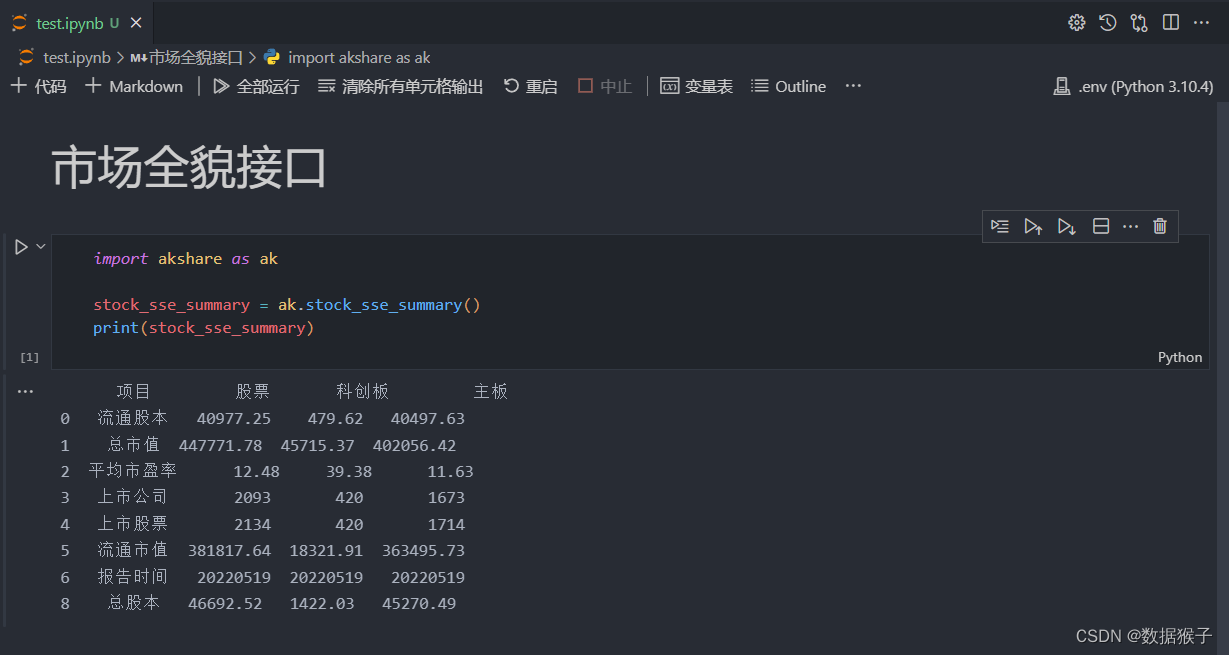 test.ipynb U
test.ipynb > M↓市场全貌接口 > import akshare as ak
代码 Markdown 全部运行 清除所有单元格输出 重启 中止 变量表 Outline ... .env (Python 3.10.4)
市场全貌接口
import akshare as ak
stock_sse_summary = ak.stock_sse_summary()
print(stock_sse_summary)
[1] Python
项目 股票 科创板 主板
0 流通股本 40977.25 479.62 40497.63
1 总市值 447771.78 45715.37 402056.42
2 平均市盈率 12.48 39.38 11.63
3 上市公司 2093 420 1673
4 上市股票 2134 420 1714
5 流通市值 381817.64 18321.91 363495.73
6 报告时间 20220519 20220519 20220519
8 总股本 46692.52 1422.03 45270.49
CSDN @数据猴子